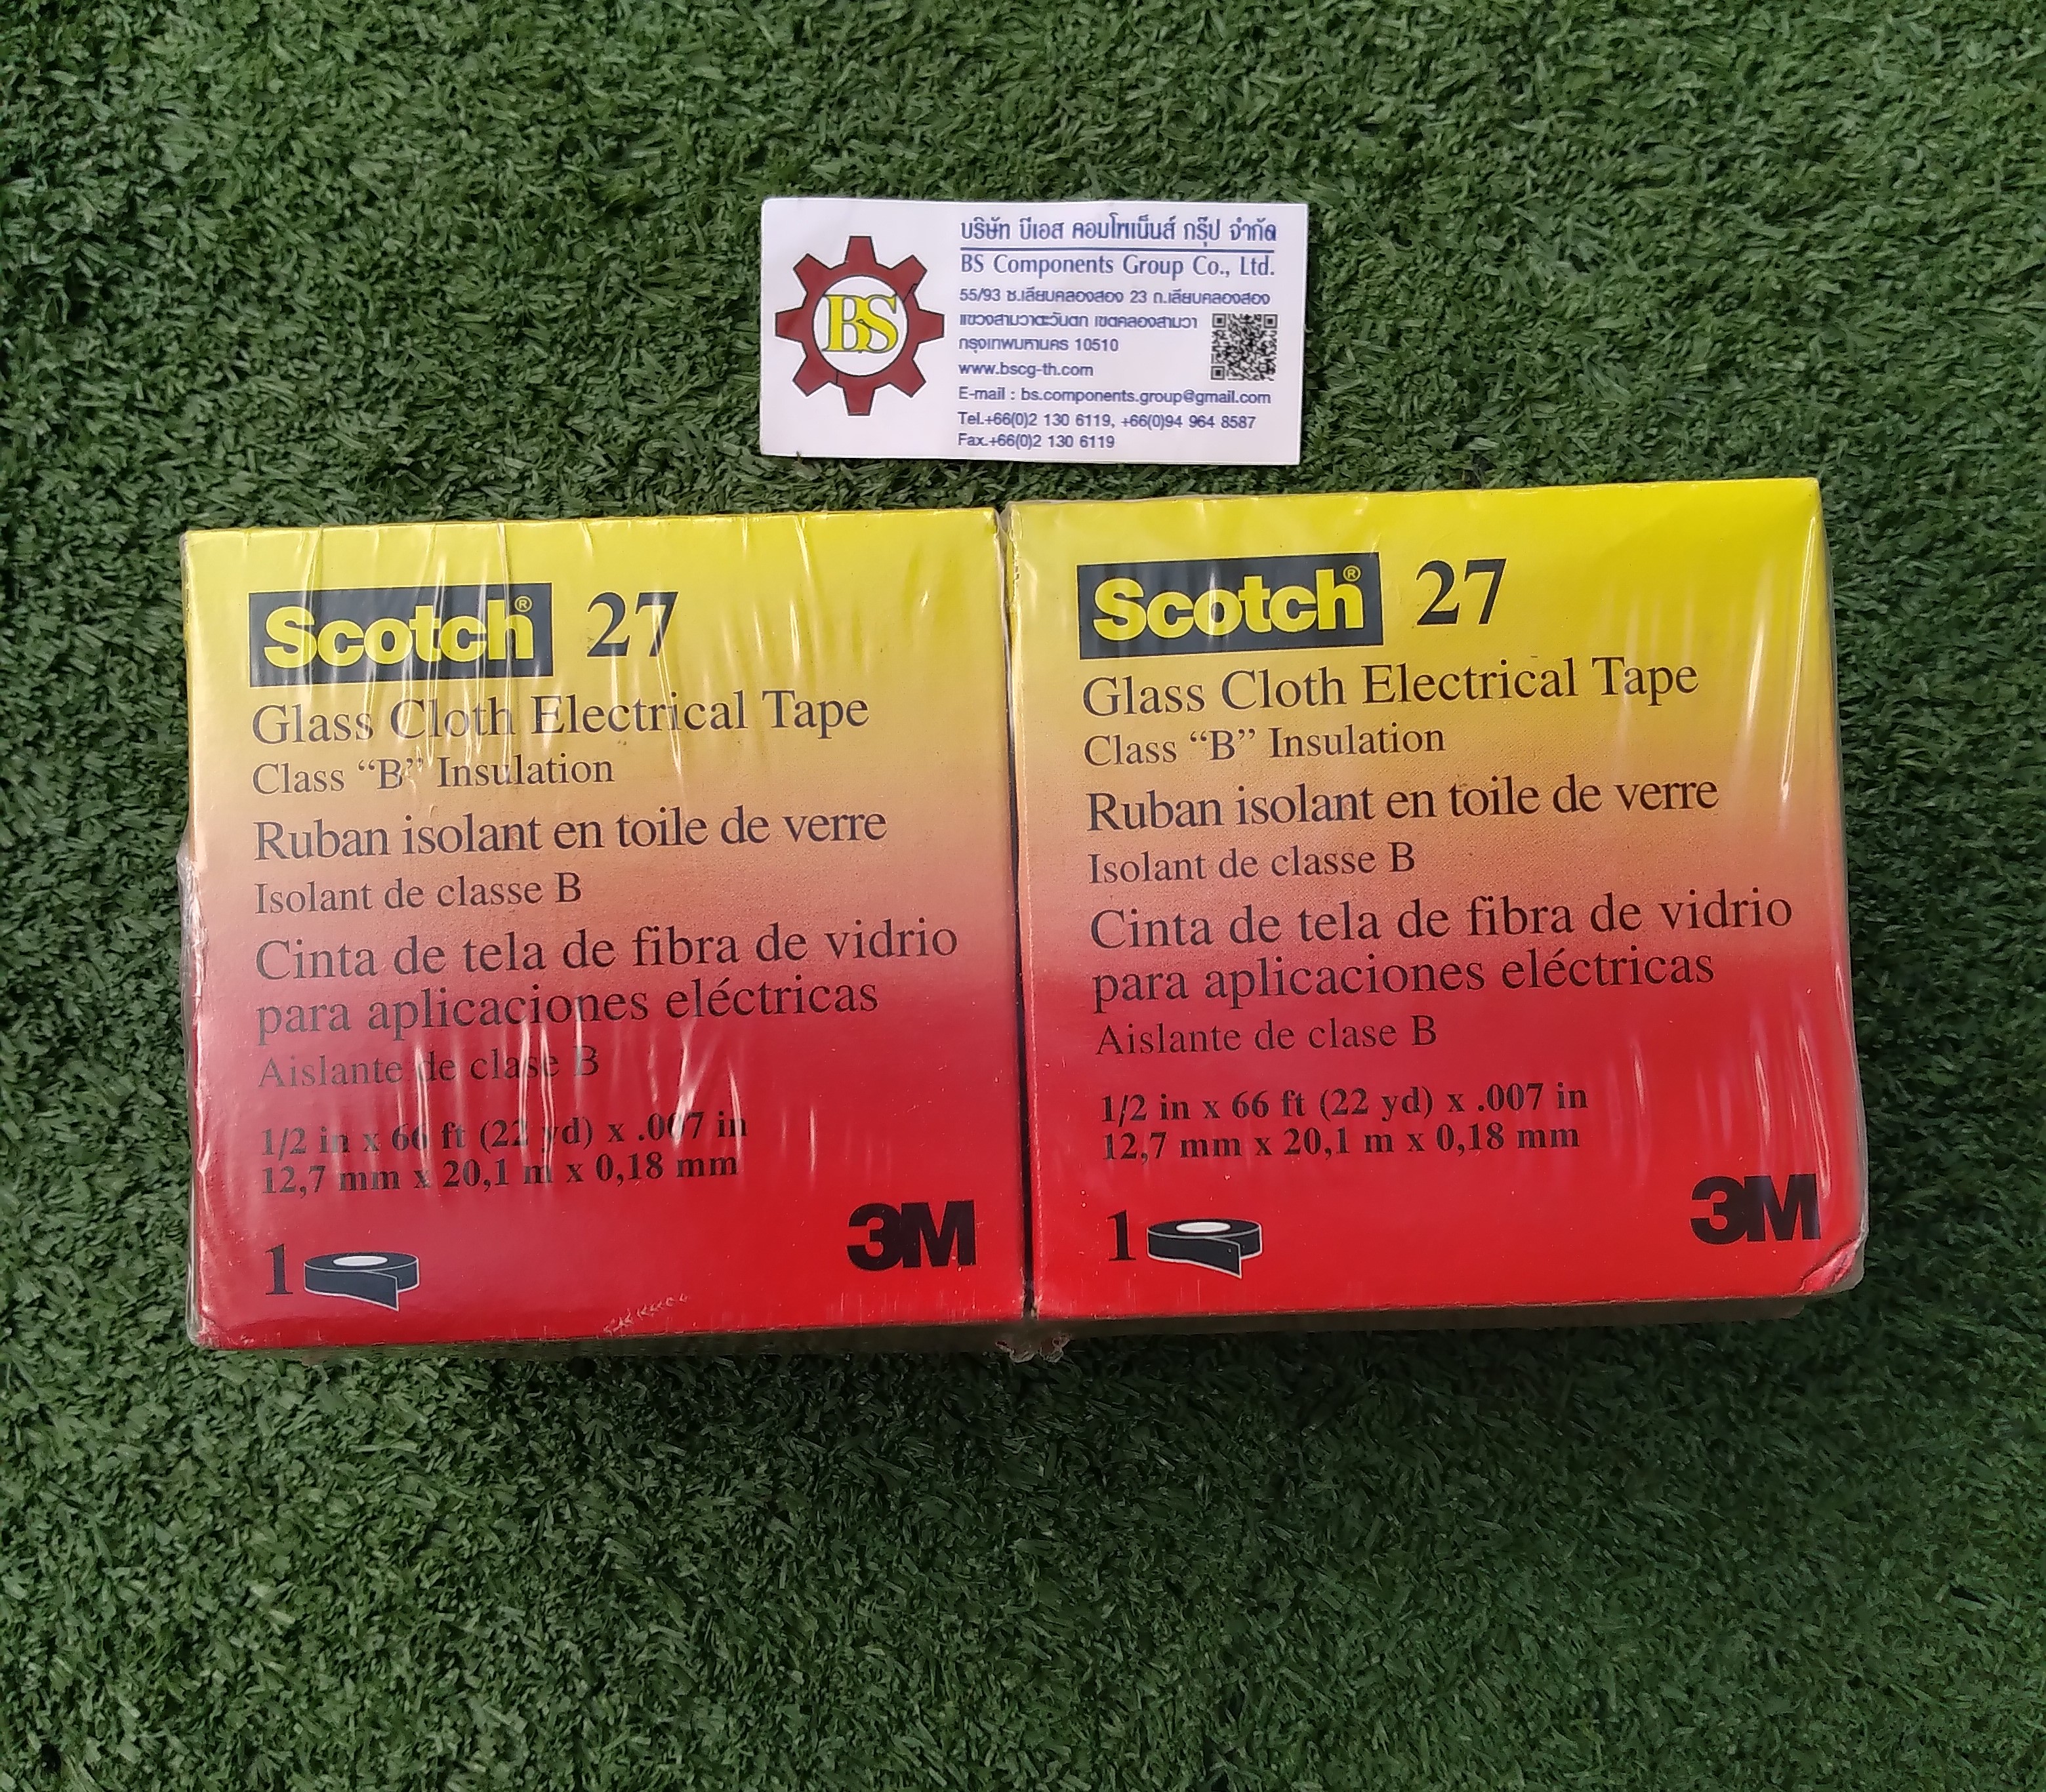 บริษัท บีเอส คอมโพเน็นส์ กรุ๊ป จำกัด
BS Components Group Co., Ltd.
55/93 ซ.เลียบคลองสอง 23 ถ.เลียบคลองสอง
แขวงสามวาตะวันตก เขตคลองสามวา
กรุงเทพมหานคร 10510
www.bscg-th.com
E-mail : bs.components.group@gmail.com
Tel.+66(0)2 130 6119, +66(0)94 964 8587
Fax.+66(0)2 130 6119
BS
Scotch® 27
Glass Cloth Electrical Tape
Class “B” Insulation
Ruban isolant en toile de verre
Isolant de classe B
Cinta de tela de fibra de vidrio
para aplicaciones eléctricas
Aislante de clase B
1/2 in x 66 ft (22 yd) x .007 in
12,7 mm x 20,1 m x 0,18 mm
1
3M
Scotch® 27
Glass Cloth Electrical Tape
Class “B” Insulation
Ruban isolant en toile de verre
Isolant de classe B
Cinta de tela de fibra de vidrio
para aplicaciones eléctricas
Aislante de clase B
1/2 in x 66 ft (22 yd) x .007 in
12,7 mm x 20,1 m x 0,18 mm
1
3M